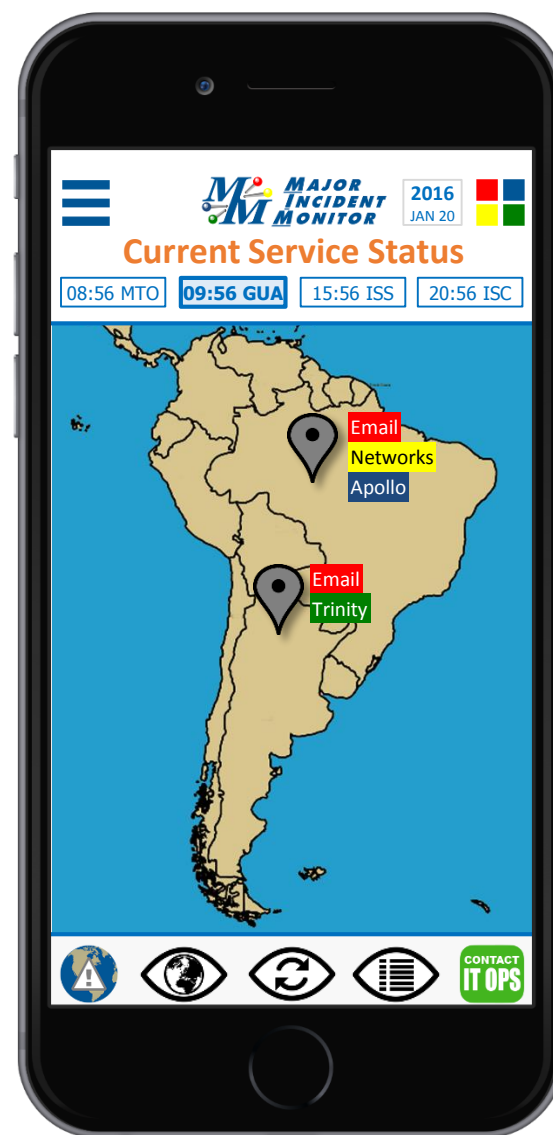 MM MAJOR
INCIDENT
MONITOR
2016
JAN 20
Current Service Status
08:56 MTO 09:56 GUA 15:56 ISS 20:56 ISC
Email
Networks
Apollo
Email
Trinity
CONTACT
IT OPS